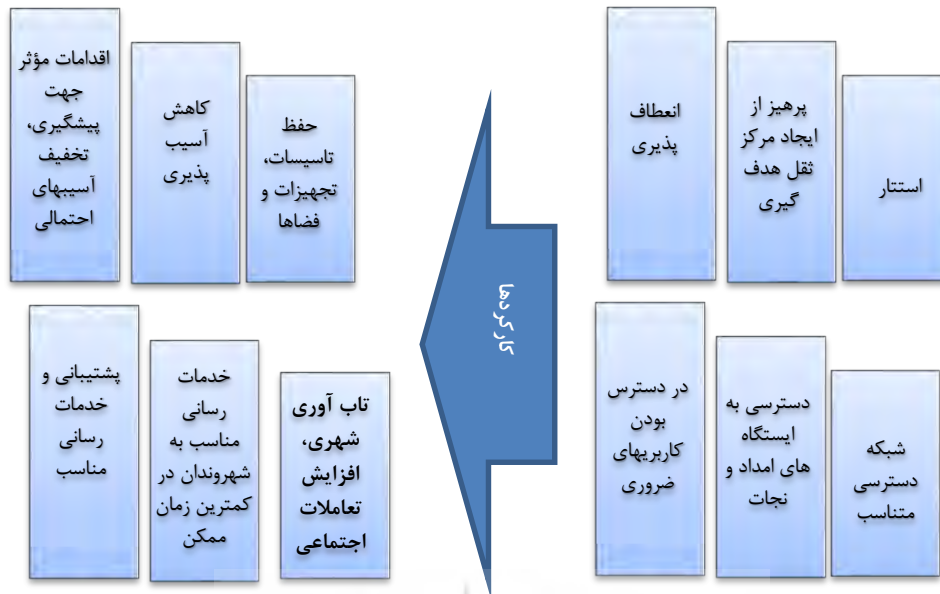 استتار
پرهیز از
ایجاد مرکز
ثقل هدف
گیری
انعطاف
پذیری
شبکه
دسترسی
متناسب
دسترسی به
ایستگاه
های امداد و
نجات
در دسترس
بودن
کاربریهای
ضروری
کارکردها
حفظ
تاسیسات،
تجهیزات و
فضاها
کاهش
آسیب
پذیری
اقدامات مؤثر
جهت
پیشگیری،
تخفیف
آسیبهای
احتمالی
تاب آوری
شهری،
افزایش
تعاملات
اجتماعی
خدمات
رسانی
مناسب به
شهروندان در
کمترین زمان
ممکن
پشتیبانی و
خدمات
رسانی
مناسب